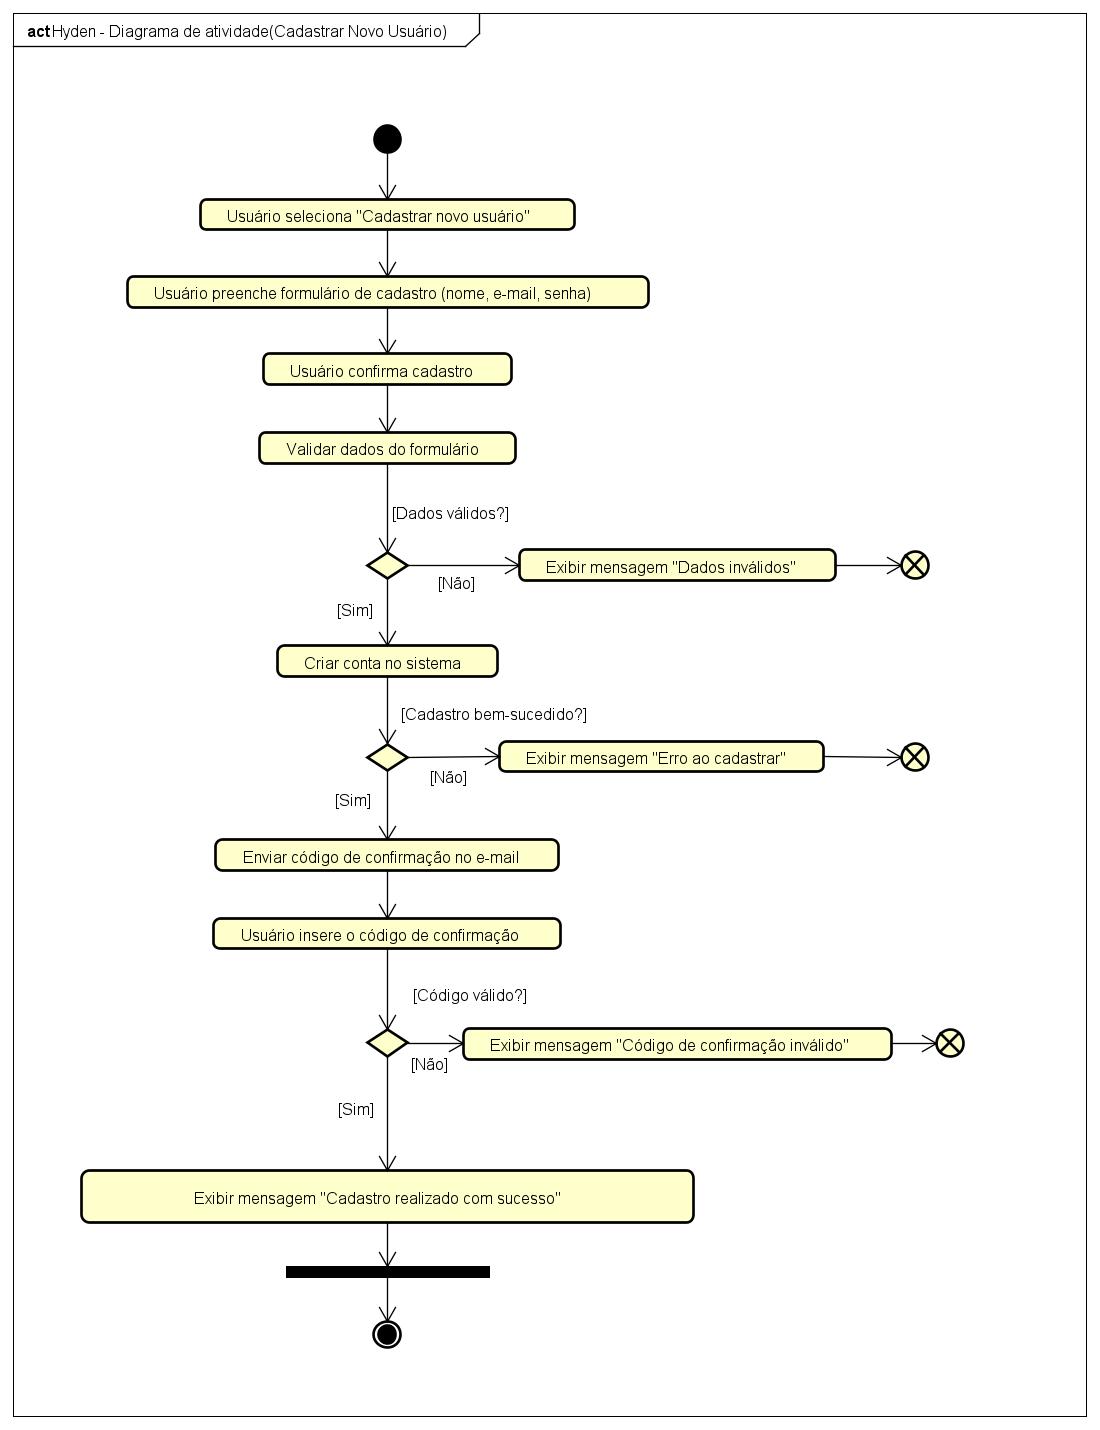 act Hyden - Diagrama de atividade(Cadastrar Novo Usuário)
Usuário seleciona "Cadastrar novo usuário"
Usuário preenche formulário de cadastro (nome, e-mail, senha)
Usuário confirma cadastro
Validar dados do formulário
[Dados válidos?]
Exibir mensagem "Dados inválidos"
[Não]
[Sim]
Criar conta no sistema
[Cadastro bem-sucedido?]
Exibir mensagem "Erro ao cadastrar"
[Não]
[Sim]
Enviar código de confirmação no e-mail
Usuário insere o código de confirmação
[Código válido?]
Exibir mensagem "Código de confirmação inválido"
[Não]
[Sim]
Exibir mensagem "Cadastro realizado com sucesso"